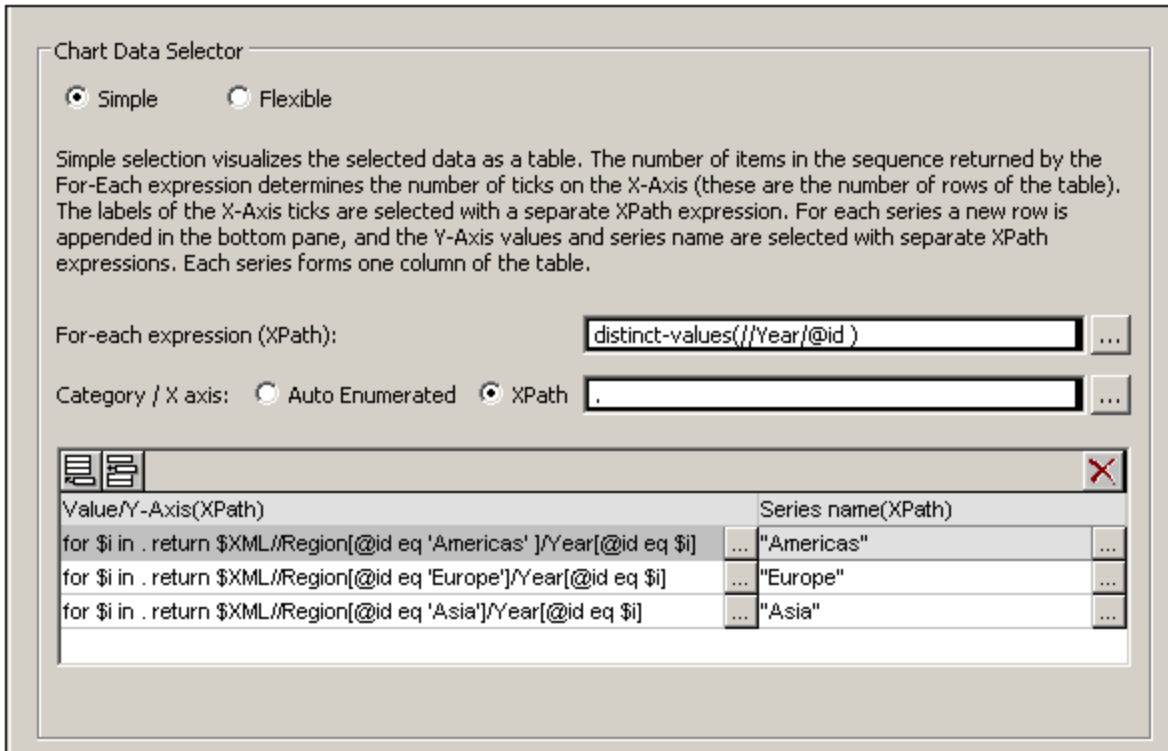 Chart Data Selector
Simple Flexible
Simple selection visualizes the selected data as a table. The number of items in the sequence returned by the
For-Each expression determines the number of ticks on the X-Axis (these are the number of rows of the table).
The labels of the X-Axis ticks are selected with a separate XPath expression. For each series a new row is
appended in the bottom pane, and the Y-Axis values and series name are selected with separate XPath
expressions. Each series forms one column of the table.
For-each expression (XPath): distinct-values(//Year/@id ) ...
Category / X axis: Auto Enumerated XPath . ...
Value/Y-Axis(XPath) Series name(XPath)
for $i in . return $XML//Region[@id eq 'Americas' ]/Year[@id eq $i] ... "Americas" ...
for $i in . return $XML//Region[@id eq 'Europe']/Year[@id eq $i] ... "Europe" ...
for $i in . return $XML//Region[@id eq 'Asia']/Year[@id eq $i] ... "Asia" ...